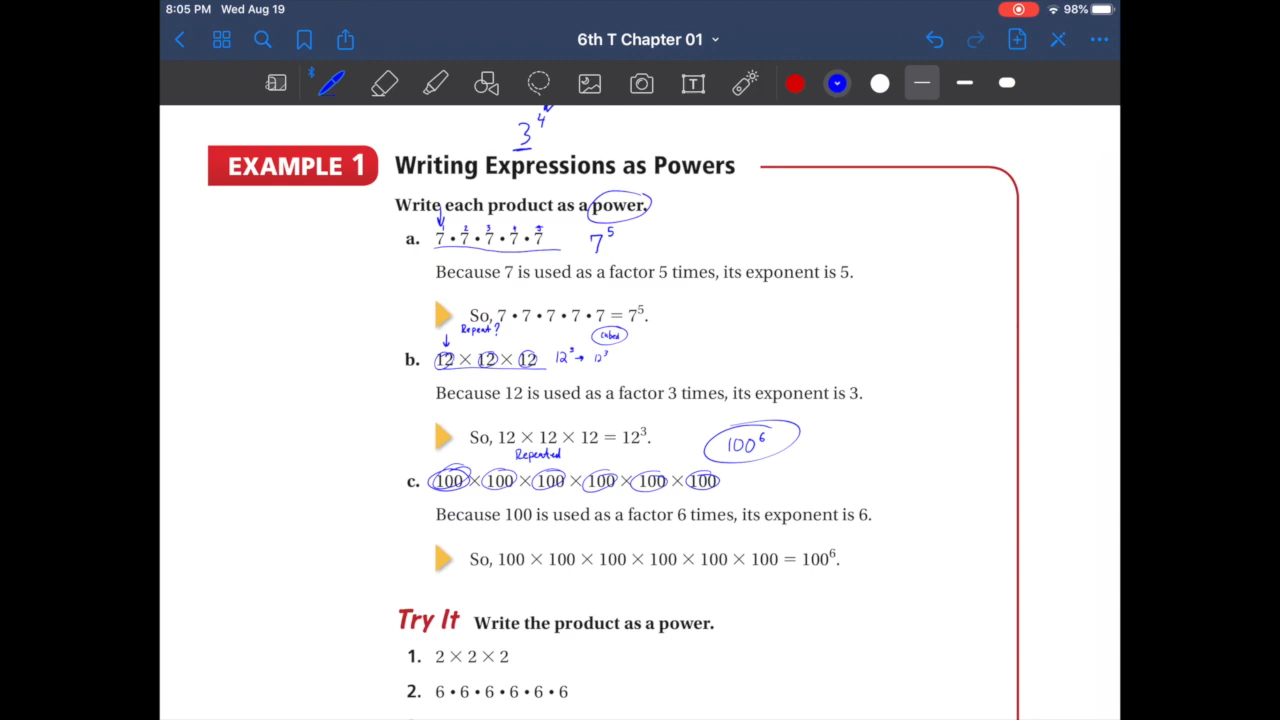 8:05 PM Wed Aug 19
98%
6th T Chapter 01
3⁴
EXAMPLE 1 Writing Expressions as Powers
Write each product as a power.
1 2 3 4 5
a. 7 • 7 • 7 • 7 • 7 7⁵
Because 7 is used as a factor 5 times, its exponent is 5.
So, 7 • 7 • 7 • 7 • 7 = 7⁵.
Repeat? cubed
b. 12 × 12 × 12 12³ → 12³
Because 12 is used as a factor 3 times, its exponent is 3.
So, 12 × 12 × 12 = 12³.
100⁶
Repeated
c. 100 × 100 × 100 × 100 × 100 × 100
Because 100 is used as a factor 6 times, its exponent is 6.
So, 100 × 100 × 100 × 100 × 100 × 100 = 100⁶.
Try It Write the product as a power.
1. 2 × 2 × 2
2. 6 • 6 • 6 • 6 • 6 • 6